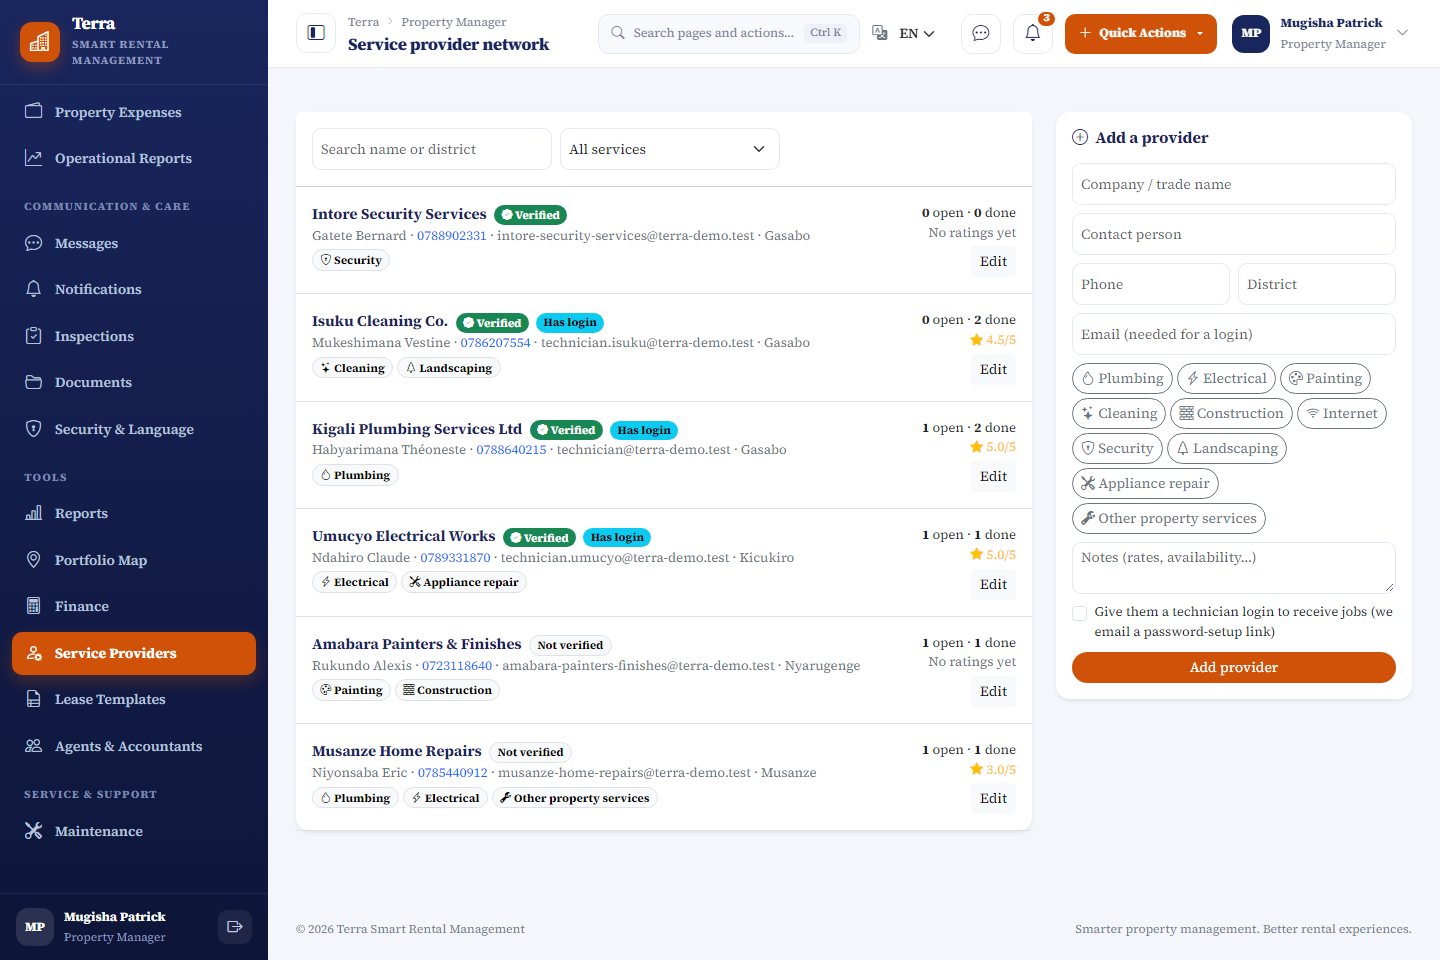 Terra
SMART RENTAL
MANAGEMENT
Property Expenses
Operational Reports
COMMUNICATION & CARE
Messages
Notifications
Inspections
Documents
Security & Language
TOOLS
Reports
Portfolio Map
Finance
Service Providers
Lease Templates
Agents & Accountants
SERVICE & SUPPORT
Maintenance
MP
Mugisha Patrick
Property Manager
Terra Property Manager
Service provider network
Search pages and actions... Ctrl K
EN
3
Quick Actions
MP
Mugisha Patrick
Property Manager
Search name or district
All services
Intore Security Services Verified
Gatete Bernard · 0788902331 · intore-security-services@terra-demo.test · Gasabo
Security
0 open · 0 done
No ratings yet
Edit
Isuku Cleaning Co. Verified Has login
Mukeshimana Vestine · 0786207554 · technician.isuku@terra-demo.test · Gasabo
Cleaning Landscaping
0 open · 2 done
4.5/5
Edit
Kigali Plumbing Services Ltd Verified Has login
Habyarimana Théoneste · 0788640215 · technician@terra-demo.test · Gasabo
Plumbing
1 open · 2 done
5.0/5
Edit
Umucyo Electrical Works Verified Has login
Ndahiro Claude · 0789331870 · technician.umucyo@terra-demo.test · Kicukiro
Electrical Appliance repair
1 open · 1 done
5.0/5
Edit
Amabara Painters & Finishes Not verified
Rukundo Alexis · 0723118640 · amabara-painters-finishes@terra-demo.test · Nyarugenge
Painting Construction
1 open · 1 done
No ratings yet
Edit
Musanze Home Repairs Not verified
Niyonsaba Eric · 0785440912 · musanze-home-repairs@terra-demo.test · Musanze
Plumbing Electrical Other property services
1 open · 1 done
3.0/5
Edit
Add a provider
Company / trade name
Contact person
Phone District
Email (needed for a login)
Plumbing Electrical Painting
Cleaning Construction Internet
Security Landscaping
Appliance repair
Other property services
Notes (rates, availability...)
Give them a technician login to receive jobs (we
email a password-setup link)
Add provider
© 2026 Terra Smart Rental Management
Smarter property management. Better rental experiences.